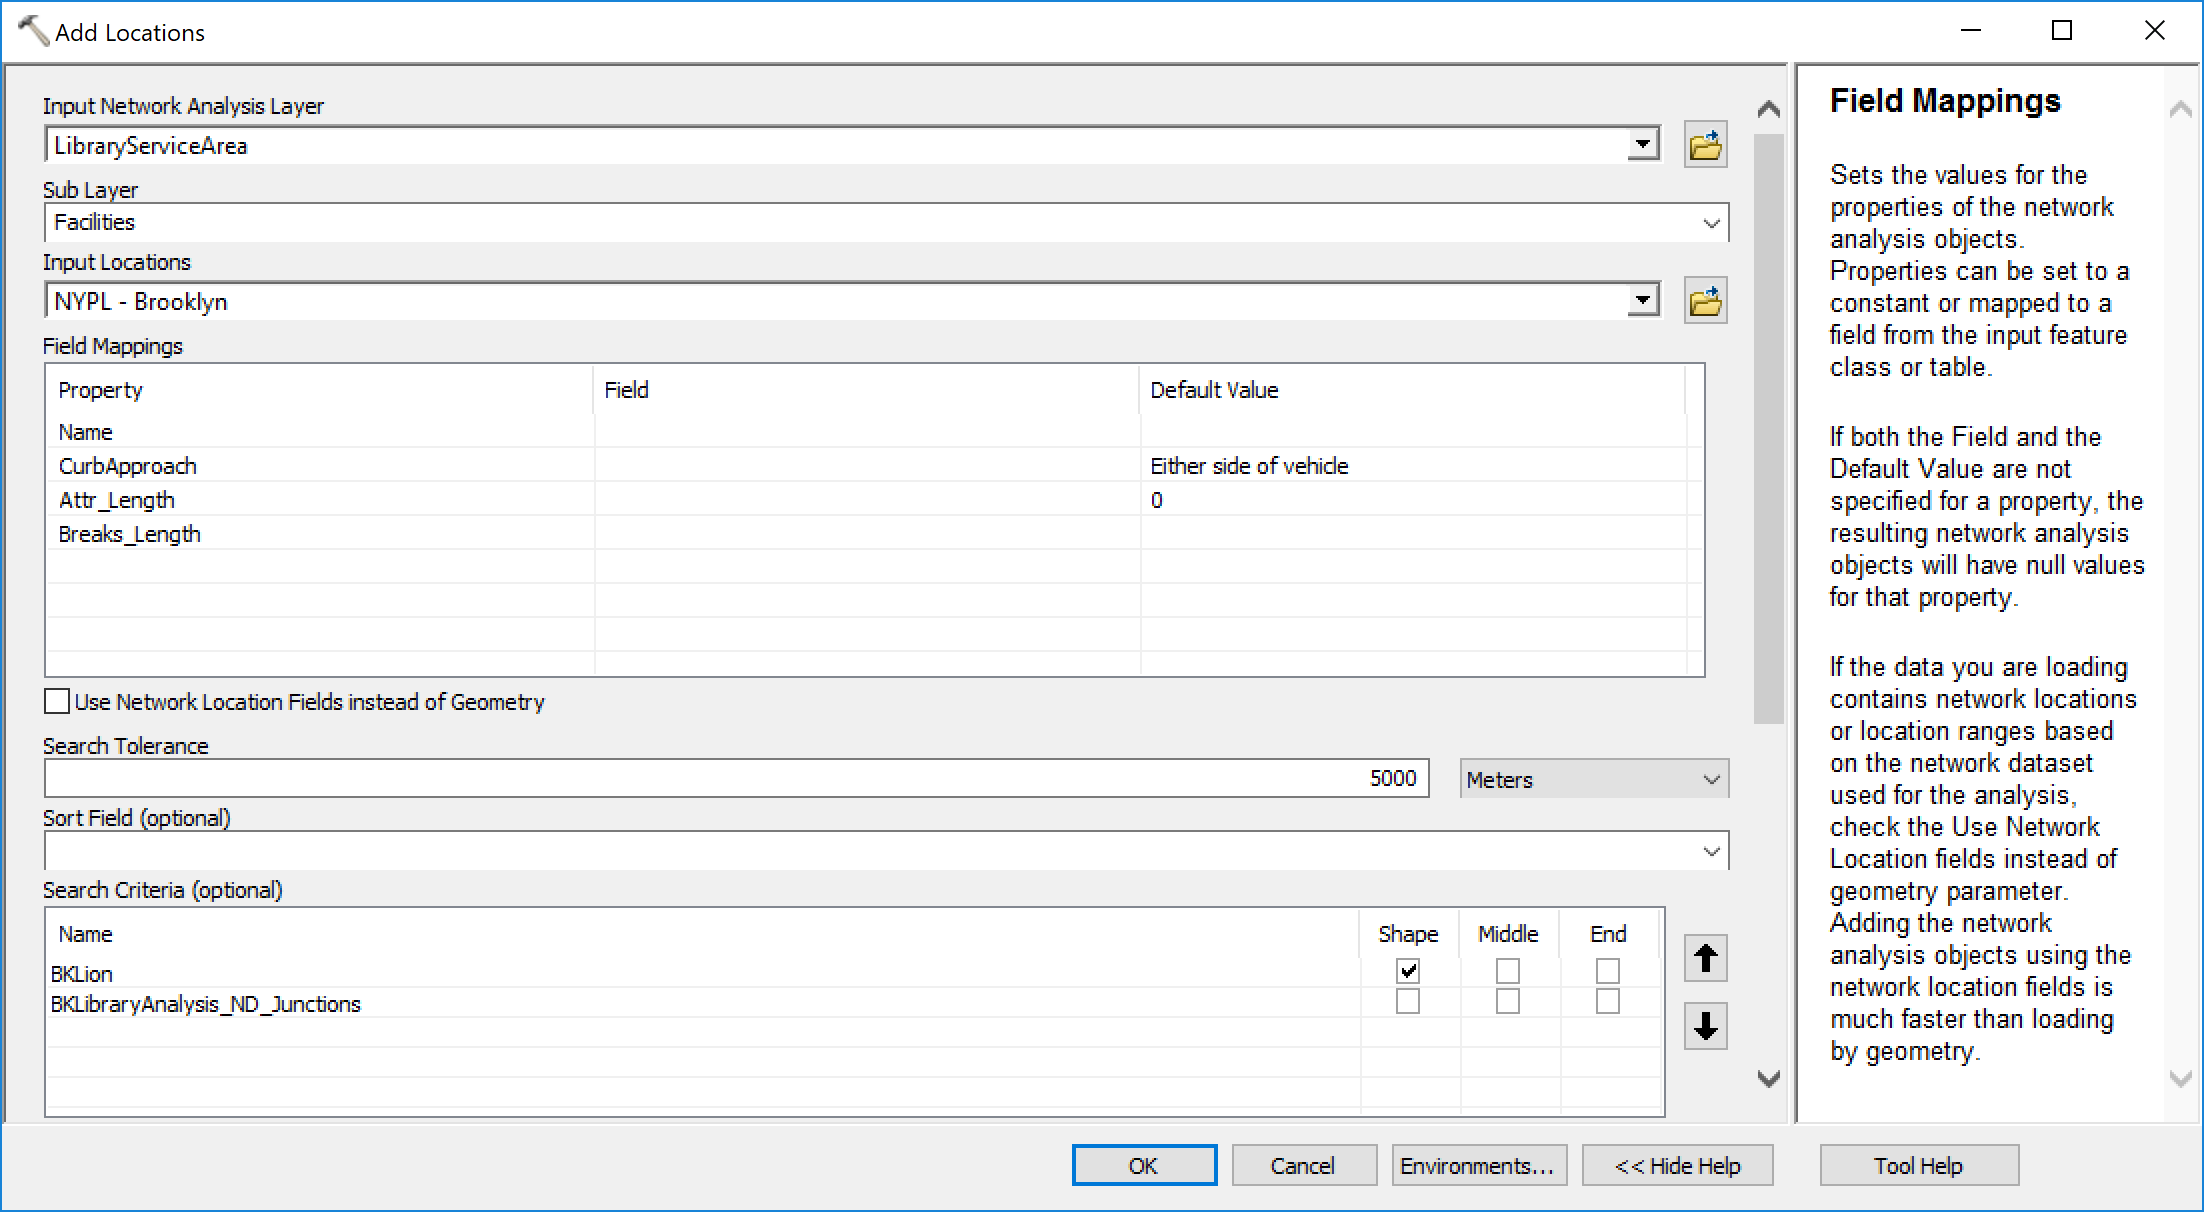 Add Locations
Input Network Analysis Layer
LibraryServiceArea
Sub Layer
Facilities
Input Locations
NYPL - Brooklyn
Field Mappings
Property Field Default Value
Name
CurbApproach Either side of vehicle
Attr_Length 0
Breaks_Length
Use Network Location Fields instead of Geometry
Search Tolerance
5000 Meters
Sort Field (optional)
Search Criteria (optional)
Name Shape Middle End
BKLion
BKLibraryAnalysis_ND_Junctions
Field Mappings
Sets the values for the
properties of the network
analysis objects.
Properties can be set to a
constant or mapped to a
field from the input feature
class or table.
If both the Field and the
Default Value are not
specified for a property, the
resulting network analysis
objects will have null values
for that property.
If the data you are loading
contains network locations
or location ranges based
on the network dataset
used for the analysis,
check the Use Network
Location fields instead of
geometry parameter.
Adding the network
analysis objects using the
network location fields is
much faster than loading
by geometry.
OK Cancel Environments... << Hide Help Tool Help